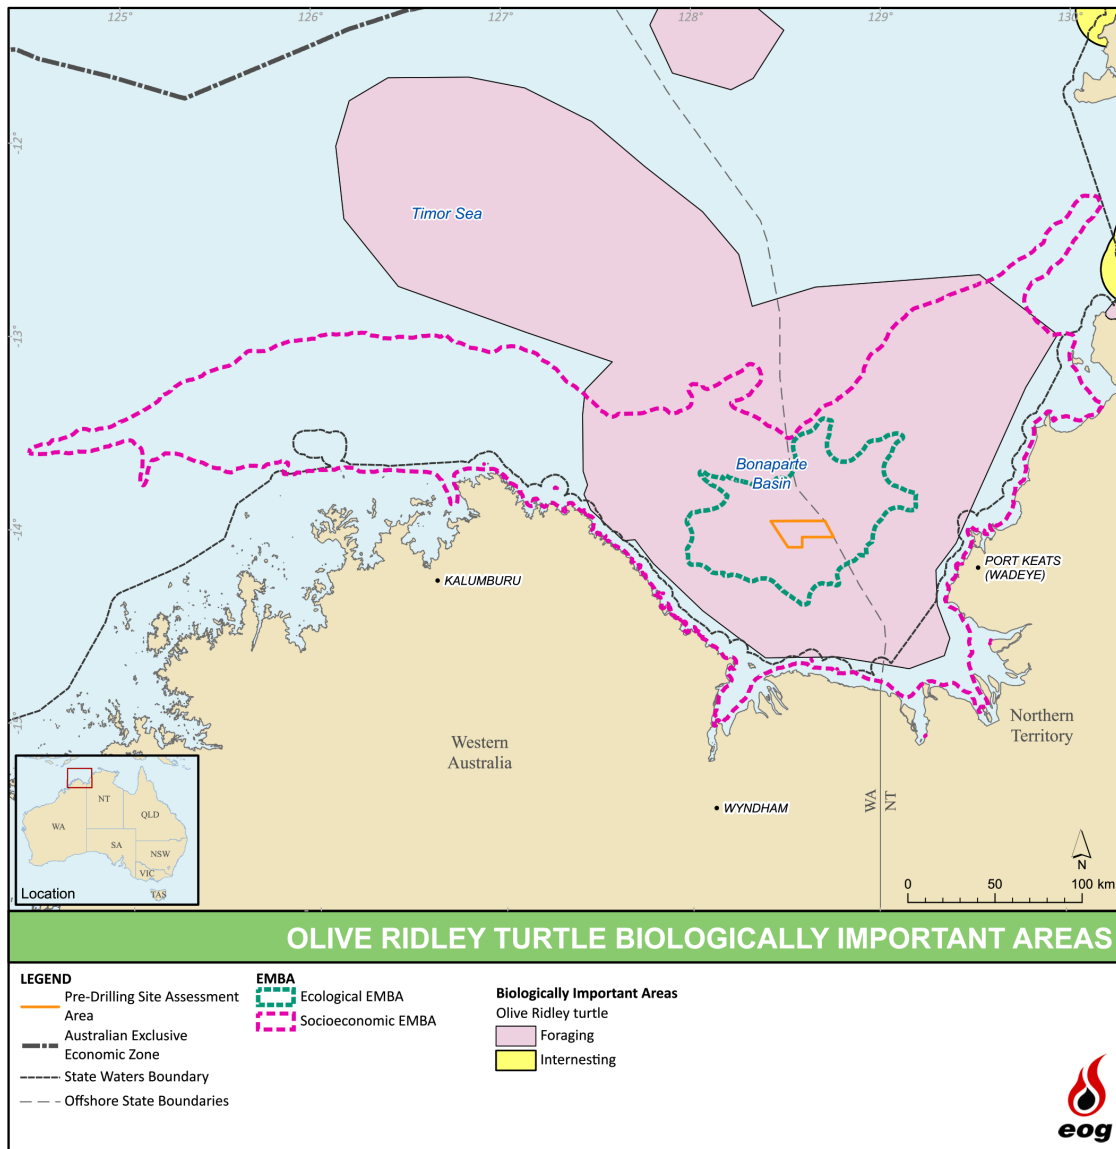 125°
126°
127°
128°
129°
130°
-12°
-13°
-14°
Timor Sea
Bonaparte
Basin
KALUMBURU
PORT KEATS
(WADEYE)
Western
Australia
Northern
Territory
WYNDHAM
WA
NT
WA
NT
QLD
SA
NSW
VIC
TAS
Location
N
0 50 100 km
OLIVE RIDLEY TURTLE BIOLOGICALLY IMPORTANT AREAS
LEGEND
Pre-Drilling Site Assessment
Area
Australian Exclusive
Economic Zone
State Waters Boundary
Offshore State Boundaries
EMBA
Ecological EMBA
Socioeconomic EMBA
Biologically Important Areas
Olive Ridley turtle
Foraging
Internesting
eog